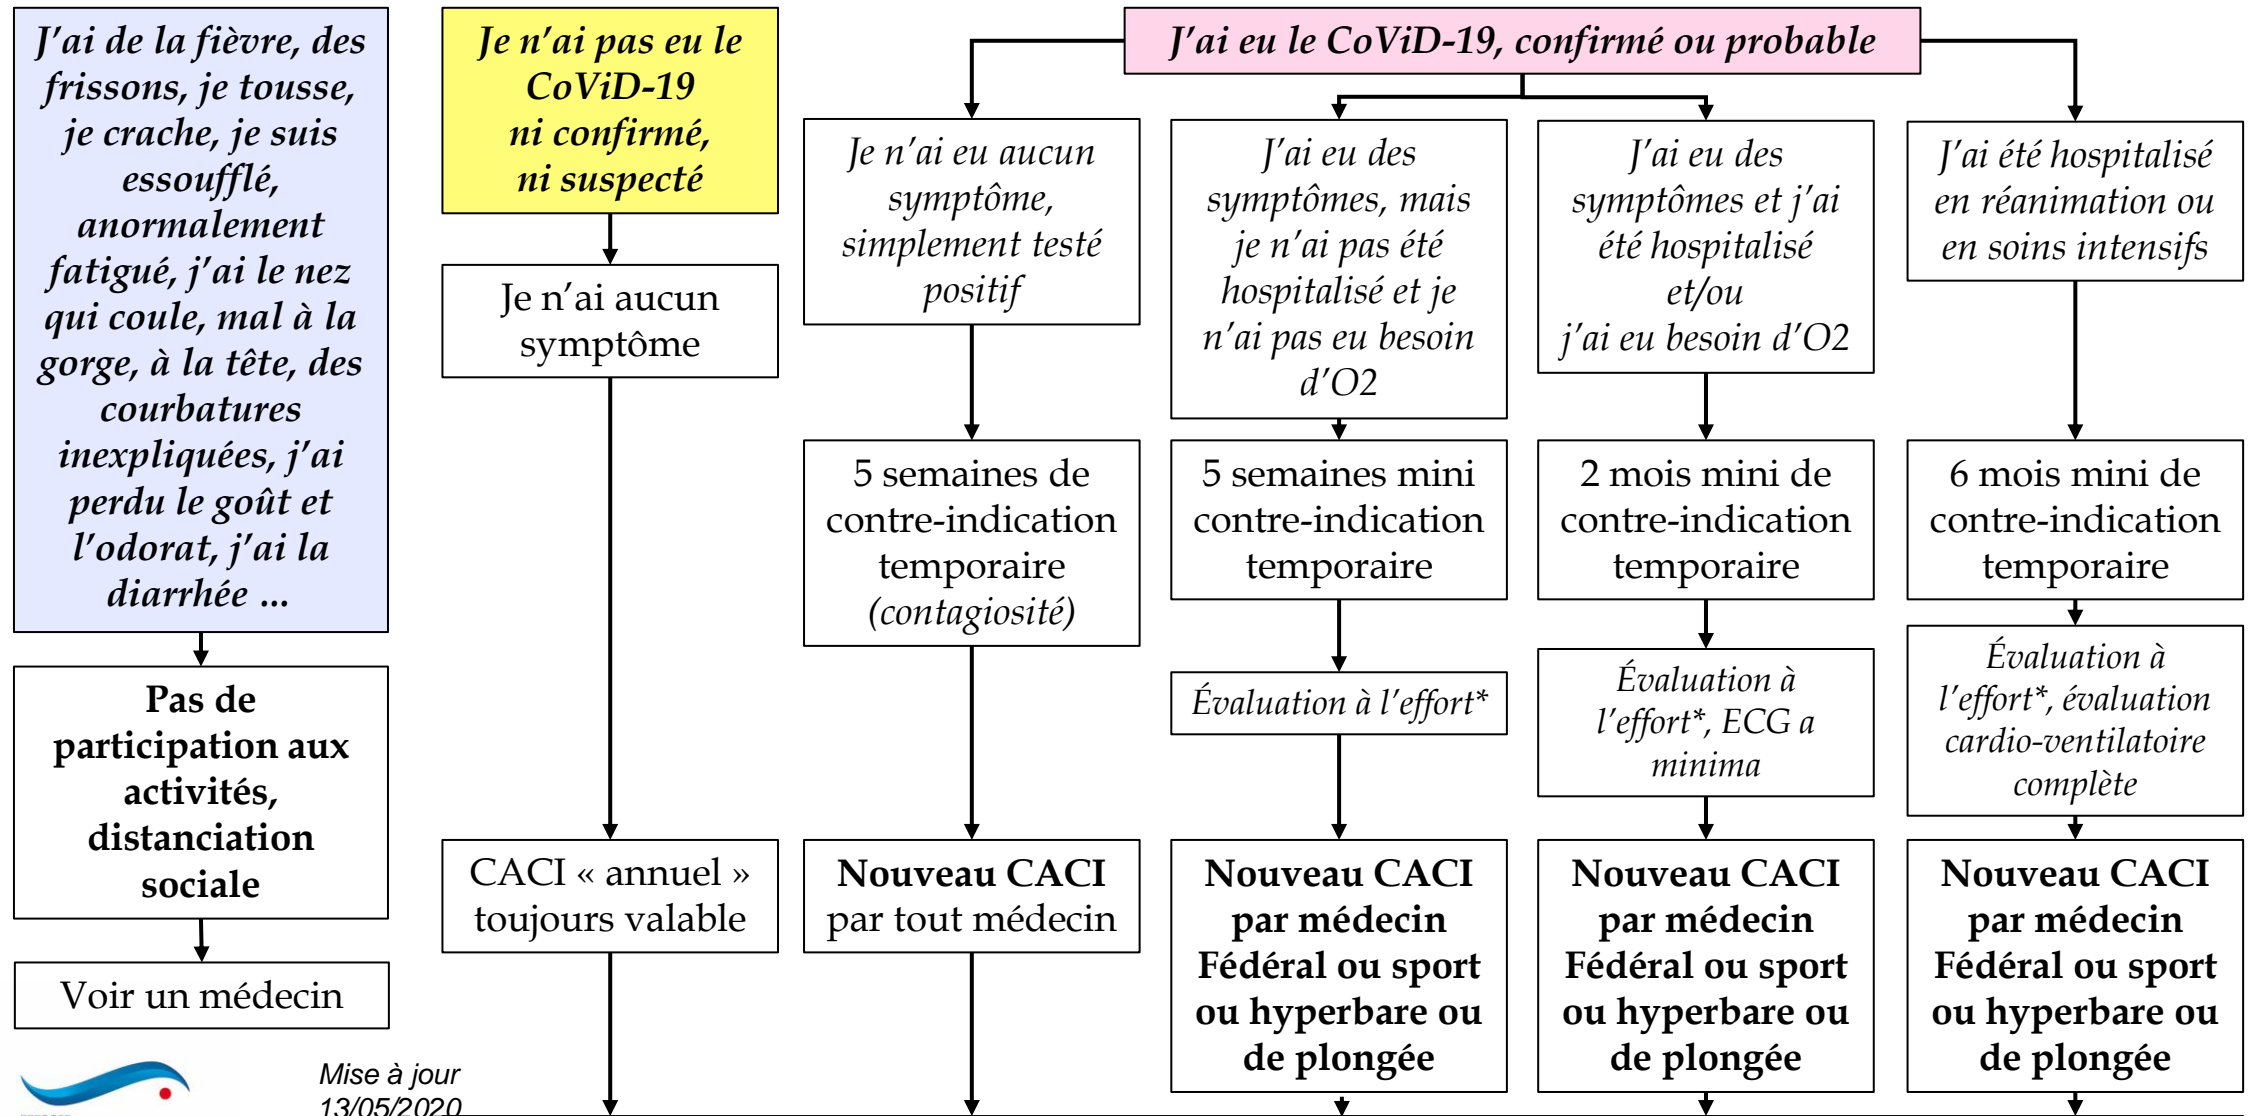 J'ai de la fièvre, des
frissons, je tousse,
je crache, je suis
essoufflé,
anormalement
fatigué, j'ai le nez
qui coule, mal à la
gorge, à la tête, des
courbatures
inexpliquées, j'ai
perdu le goût et
l'odorat, j'ai la
diarrhée ...
Pas de
participation aux
activités,
distanciation
sociale
Voir un médecin
Je n'ai pas eu le
CoViD-19
ni confirmé,
ni suspecté
Je n'ai aucun
symptôme
CACI « annuel »
toujours valable
J'ai eu le CoViD-19, confirmé ou probable
Je n'ai eu aucun
symptôme,
simplement testé
positif
5 semaines de
contre-indication
temporaire
(contagiosité)
Nouveau CACI
par tout médecin
J'ai eu des
symptômes, mais
je n'ai pas été
hospitalisé et je
n'ai pas eu besoin
d'O2
5 semaines mini
contre-indication
temporaire
Évaluation à l'effort*
Nouveau CACI
par médecin
Fédéral ou sport
ou hyperbare ou
de plongée
J'ai eu des
symptômes et j'ai
été hospitalisé
et/ou
j'ai eu besoin d'O2
2 mois mini de
contre-indication
temporaire
Évaluation à
l'effort*, ECG a
minima
Nouveau CACI
par médecin
Fédéral ou sport
ou hyperbare ou
de plongée
J'ai été hospitalisé
en réanimation ou
en soins intensifs
6 mois mini de
contre-indication
temporaire
Évaluation à
l'effort*, évaluation
cardio-ventilatoire
complète
Nouveau CACI
par médecin
Fédéral ou sport
ou hyperbare ou
de plongée
Mise à jour
13/05/2020